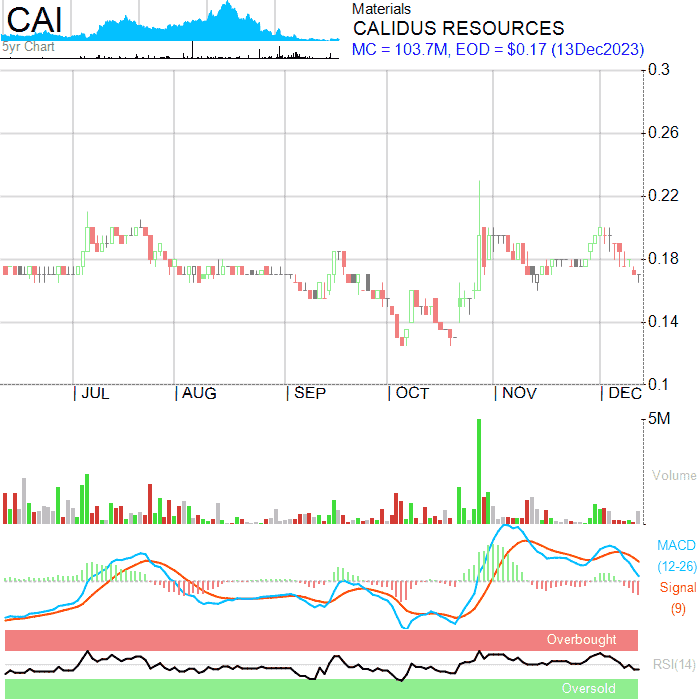 CAI
5yr Chart
Materials
CALIDUS RESOURCES
MC = 103.7M, EOD = $0.17 (13Dec2023)
0.3
0.26
0.22
0.18
0.14
0.1
JUL AUG SEP OCT NOV DEC
5M
Volume
MACD
(12-26)
Signal
(9)
Overbought
RSI(14)
Oversold